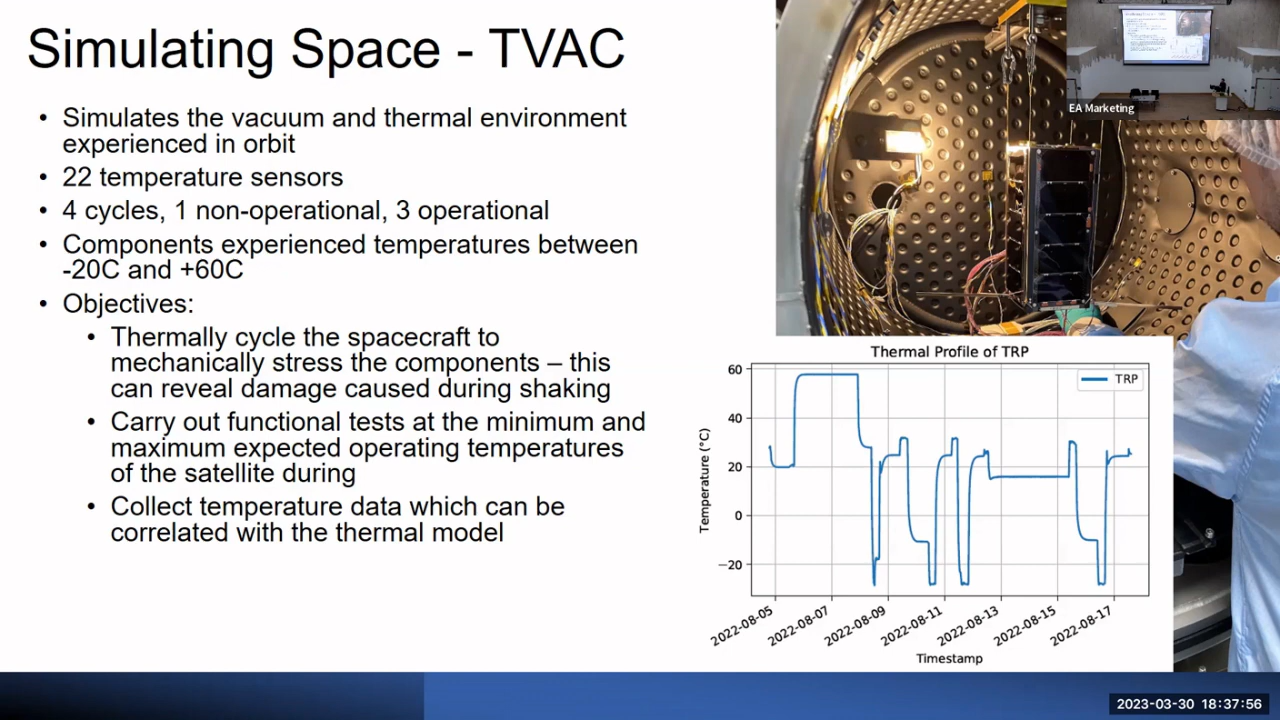 Simulating Space - TVAC
• Simulates the vacuum and thermal environment
experienced in orbit
• 22 temperature sensors
• 4 cycles, 1 non-operational, 3 operational
• Components experienced temperatures between
-20C and +60C
• Objectives:
• Thermally cycle the spacecraft to
mechanically stress the components – this
can reveal damage caused during shaking
• Carry out functional tests at the minimum and
maximum expected operating temperatures
of the satellite during
• Collect temperature data which can be
correlated with the thermal model
EA Marketing
Thermal Profile of TRP
TRP
Temperature (°C)
60
40
20
0
−20
2022-08-05
2022-08-07
2022-08-09
2022-08-11
2022-08-13
2022-08-15
2022-08-17
Timestamp
2023-03-30 18:37:56